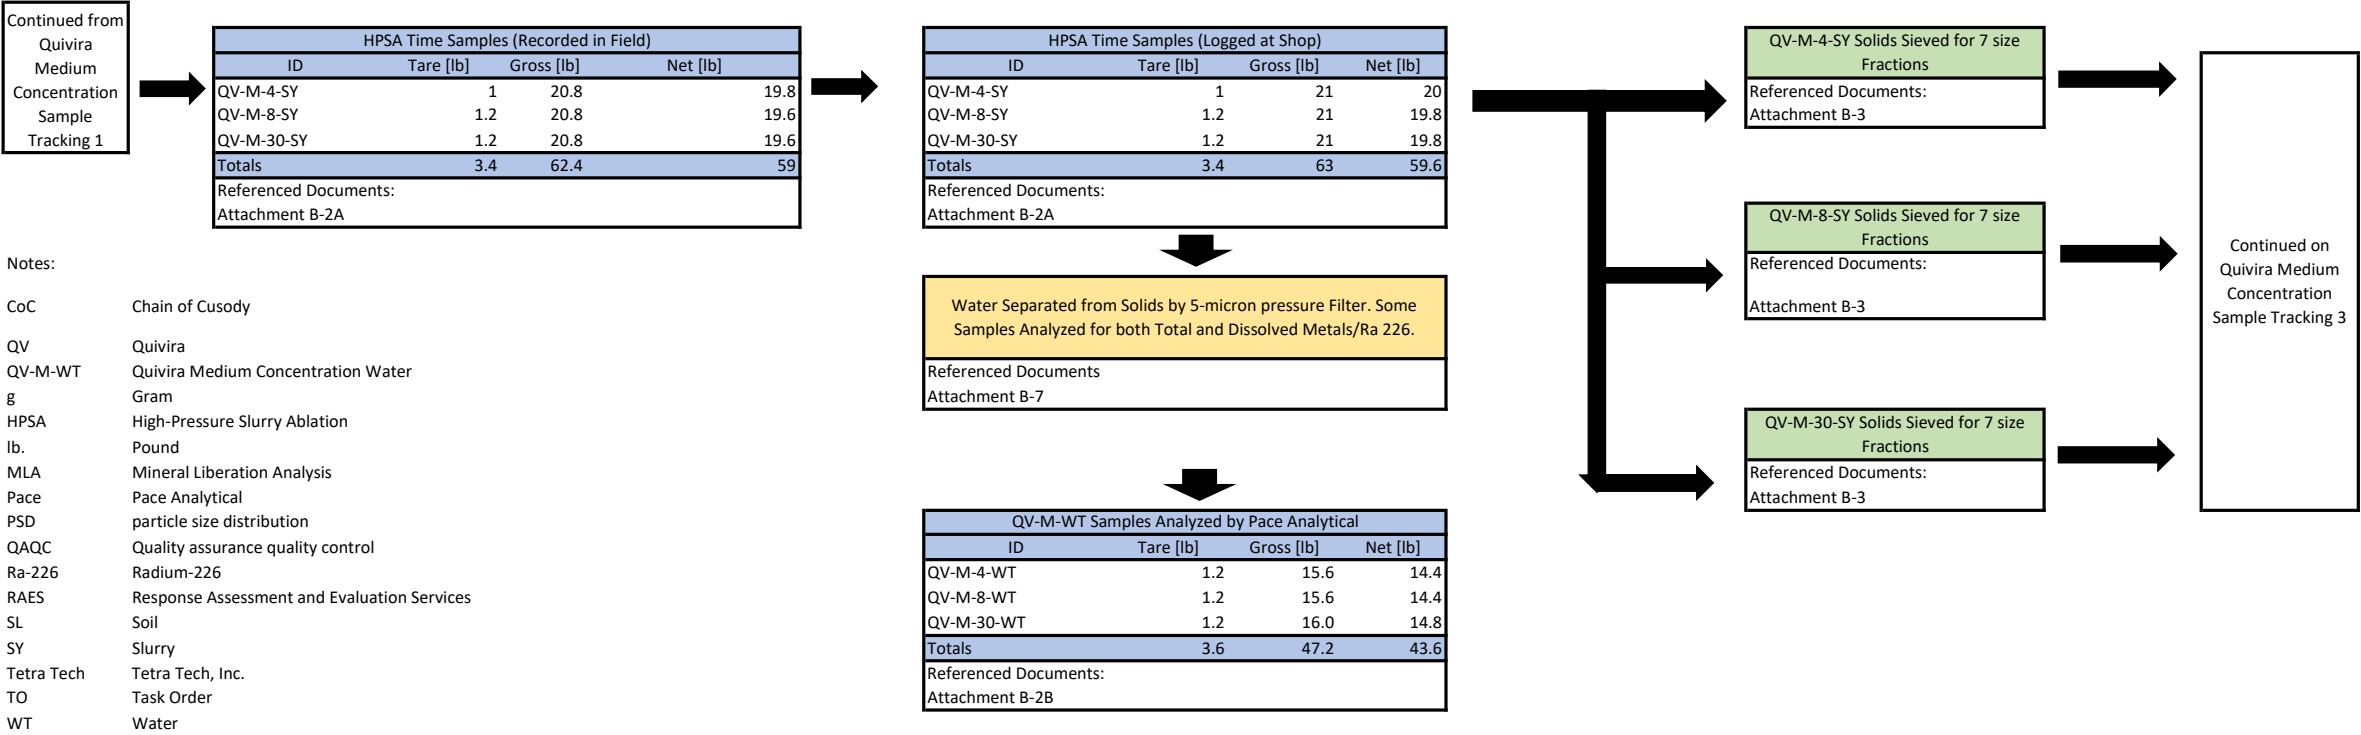 Continued from
Quivira
Medium
Concentration
Sample
Tracking 1
HPSA Time Samples (Recorded in Field)
ID Tare [lb] Gross [lb] Net [lb]
QV-M-4-SY 1 20.8 19.8
QV-M-8-SY 1.2 20.8 19.6
QV-M-30-SY 1.2 20.8 19.6
Totals 3.4 62.4 59
Referenced Documents:
Attachment B-2A
HPSA Time Samples (Logged at Shop)
ID Tare [lb] Gross [lb] Net [lb]
QV-M-4-SY 1 21 20
QV-M-8-SY 1.2 21 19.8
QV-M-30-SY 1.2 21 19.8
Totals 3.4 63 59.6
Referenced Documents:
Attachment B-2A
Water Separated from Solids by 5-micron pressure Filter. Some
Samples Analyzed for both Total and Dissolved Metals/Ra 226.
Referenced Documents
Attachment B-7
QV-M-WT Samples Analyzed by Pace Analytical
ID Tare [lb] Gross [lb] Net [lb]
QV-M-4-WT 1.2 15.6 14.4
QV-M-8-WT 1.2 15.6 14.4
QV-M-30-WT 1.2 16.0 14.8
Totals 3.6 47.2 43.6
Referenced Documents:
Attachment B-2B
QV-M-4-SY Solids Sieved for 7 size
Fractions
Referenced Documents:
Attachment B-3
QV-M-8-SY Solids Sieved for 7 size
Fractions
Referenced Documents:
Attachment B-3
QV-M-30-SY Solids Sieved for 7 size
Fractions
Referenced Documents:
Attachment B-3
Continued on
Quivira Medium
Concentration
Sample Tracking 3
Notes:
CoC Chain of Cusody
QV Quivira
QV-M-WT Quivira Medium Concentration Water
g Gram
HPSA High-Pressure Slurry Ablation
lb. Pound
MLA Mineral Liberation Analysis
Pace Pace Analytical
PSD particle size distribution
QAQC Quality assurance quality control
Ra-226 Radium-226
RAES Response Assessment and Evaluation Services
SL Soil
SY Slurry
Tetra Tech Tetra Tech, Inc.
TO Task Order
WT Water